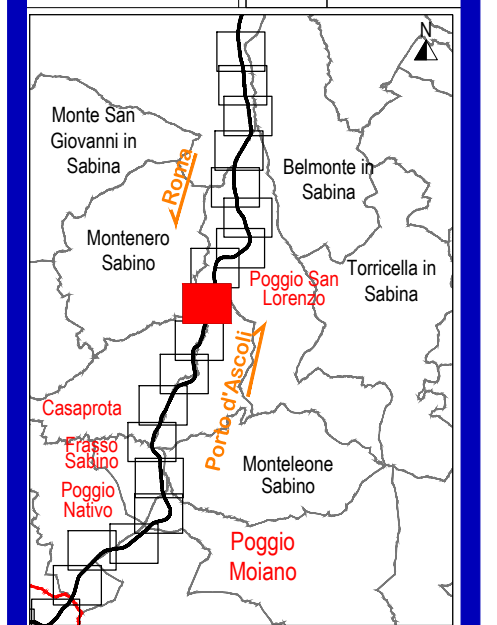 N
Monte San
Giovanni in
Sabina
Roma
Belmonte in
Sabina
Montenero
Sabino
Poggio San
Lorenzo
Torricella in
Sabina
Porto d'Ascoli
Casaprota
Frasso
Sabino
Monteleone
Sabino
Poggio
Nativo
Poggio
Moiano